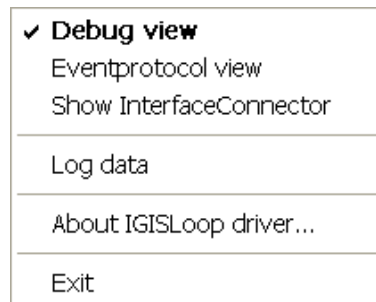 Debug view
Eventprotocol view
Show InterfaceConnector
Log data
About IGISLoop driver...
Exit